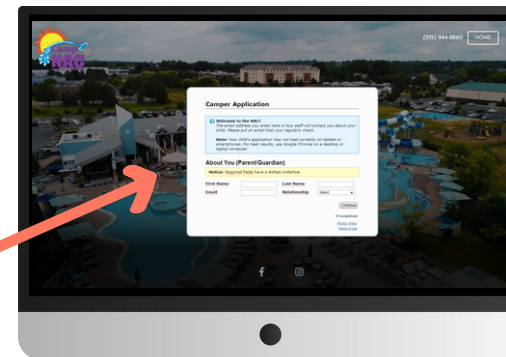 Camp
NAC
(315) 944-8860
HOME
Camper Application
Welcome to the NAC!
The email address you enter here is how staff will contact you about your
child. Please put an email that your regularly check.
Note: Your child's application may not load correctly on tablets or
smartphones. For best results, use Google Chrome on a desktop or
laptop computer.
About You (Parent/Guardian)
Notice: Required Fields have a dotted underline.
First Name
Last Name
Email
Relationship
Select
Continue
Privacy Policy
Terms of Use